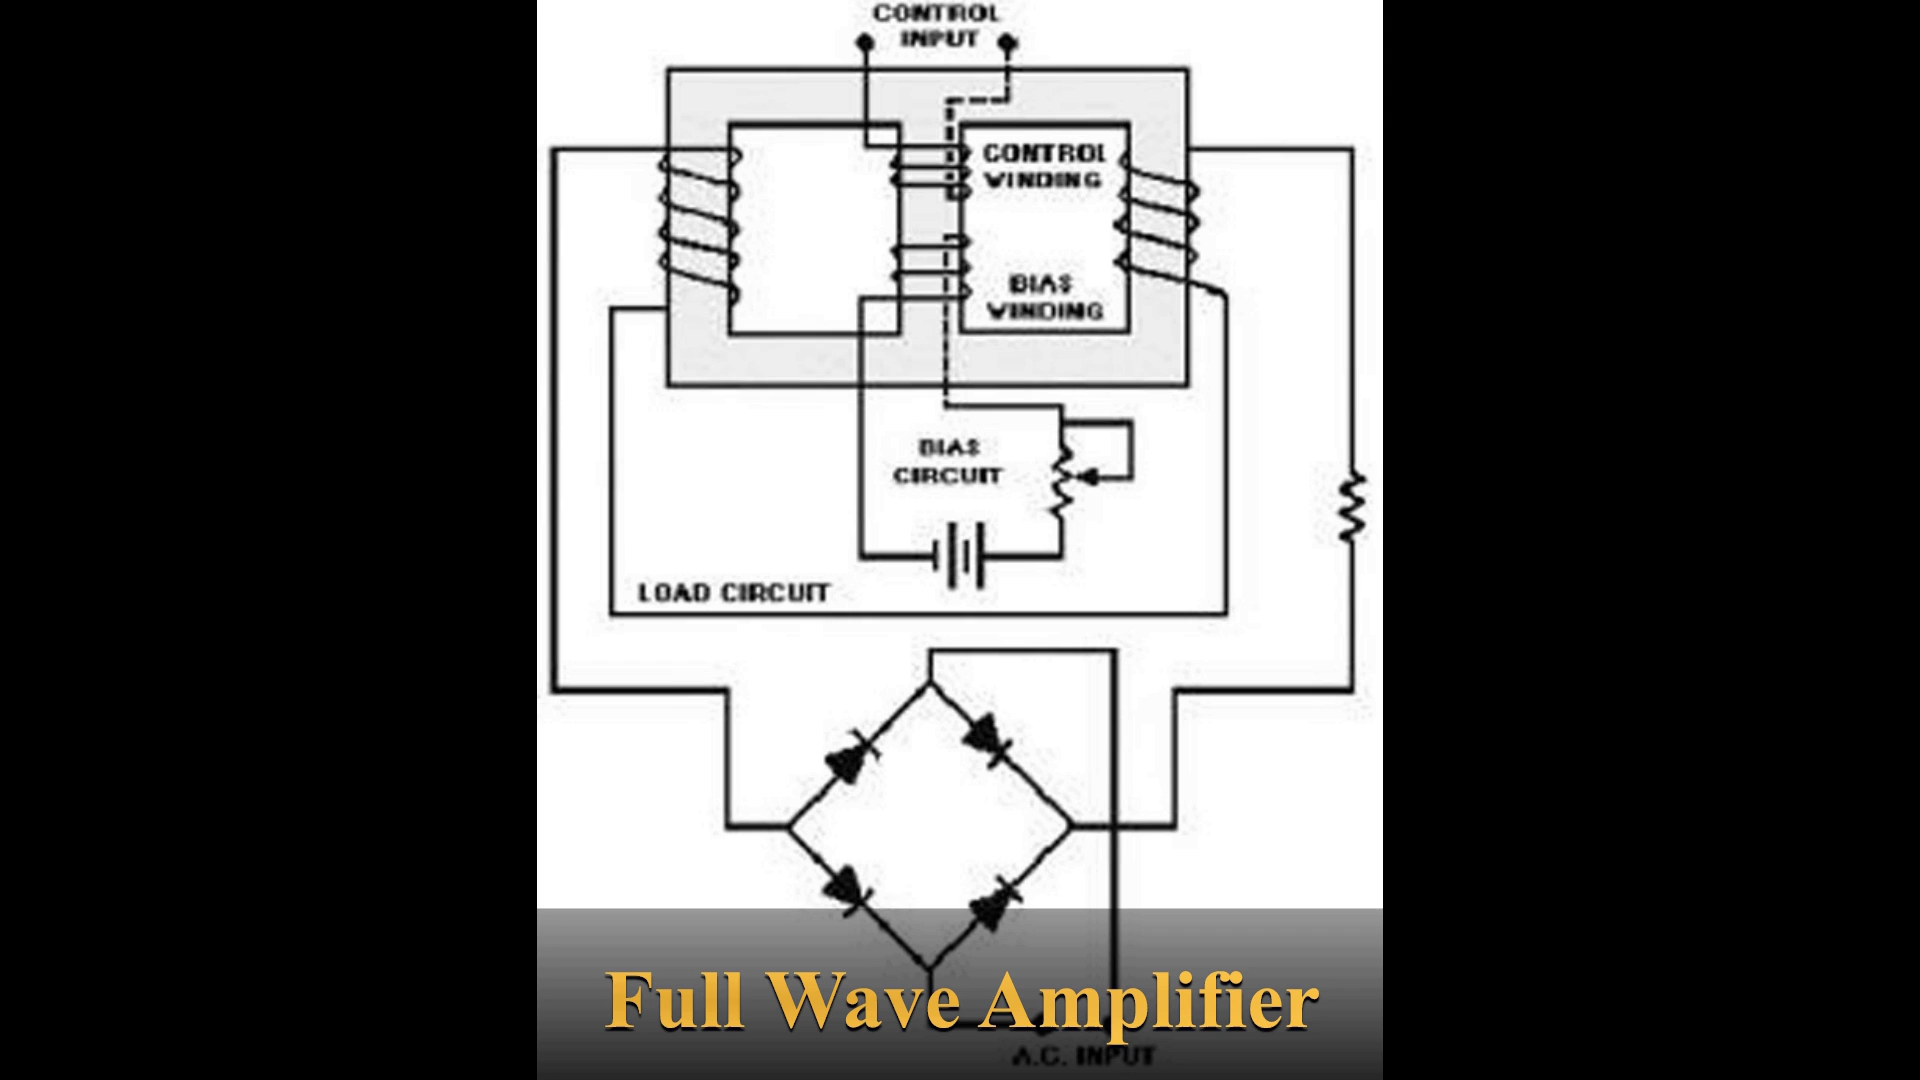 CONTROL
INPUT
CONTROL
WINDING
BIAS
WINDING
BIAS
CIRCUIT
LOAD CIRCUIT
Full Wave Amplifier
A.C. INPUT